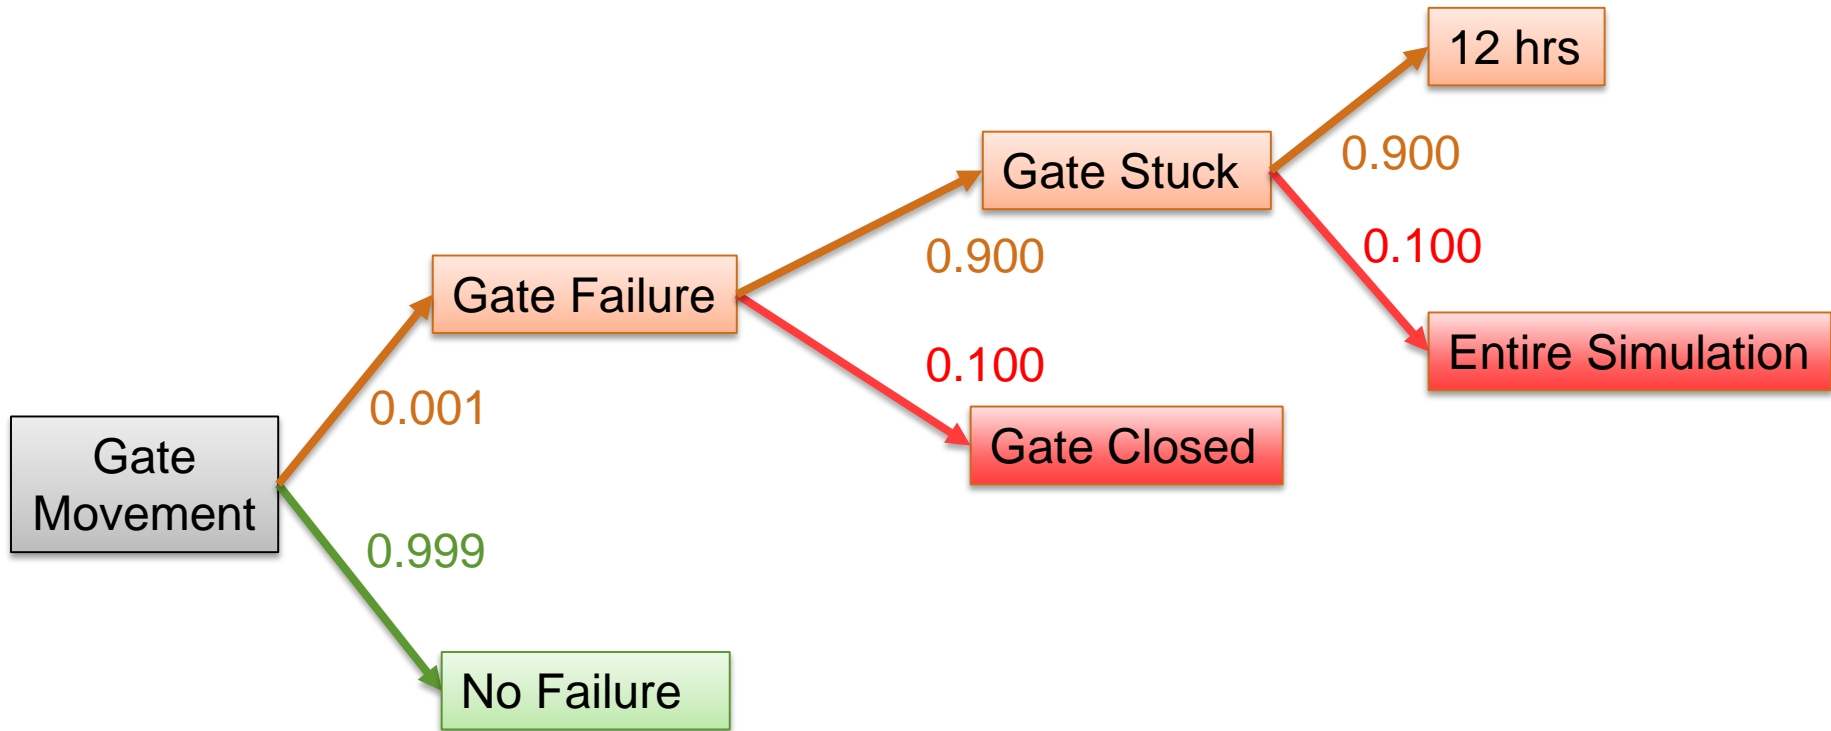 12 hrs
0.900
Gate Stuck
0.100
0.900
Gate Failure
Entire Simulation
0.100
0.001
Gate Closed
Gate
Movement
0.999
No Failure